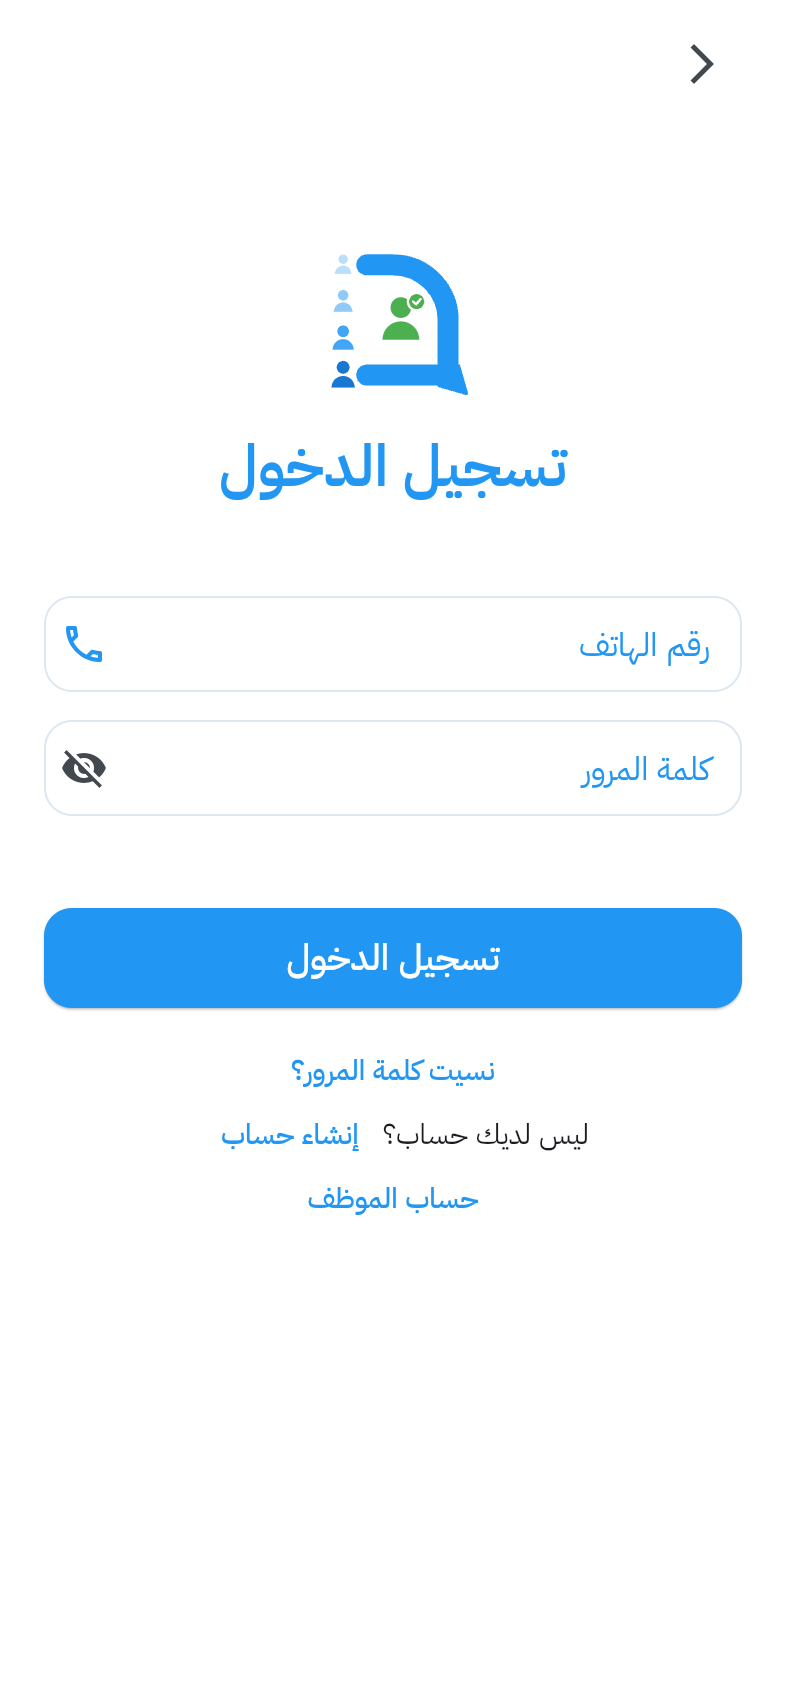 تسجيل الدخول
رقم الهاتف
كلمة المرور
تسجيل الدخول
نسيت كلمة المرور؟
ليس لديك حساب؟ إنشاء حساب
حساب الموظف